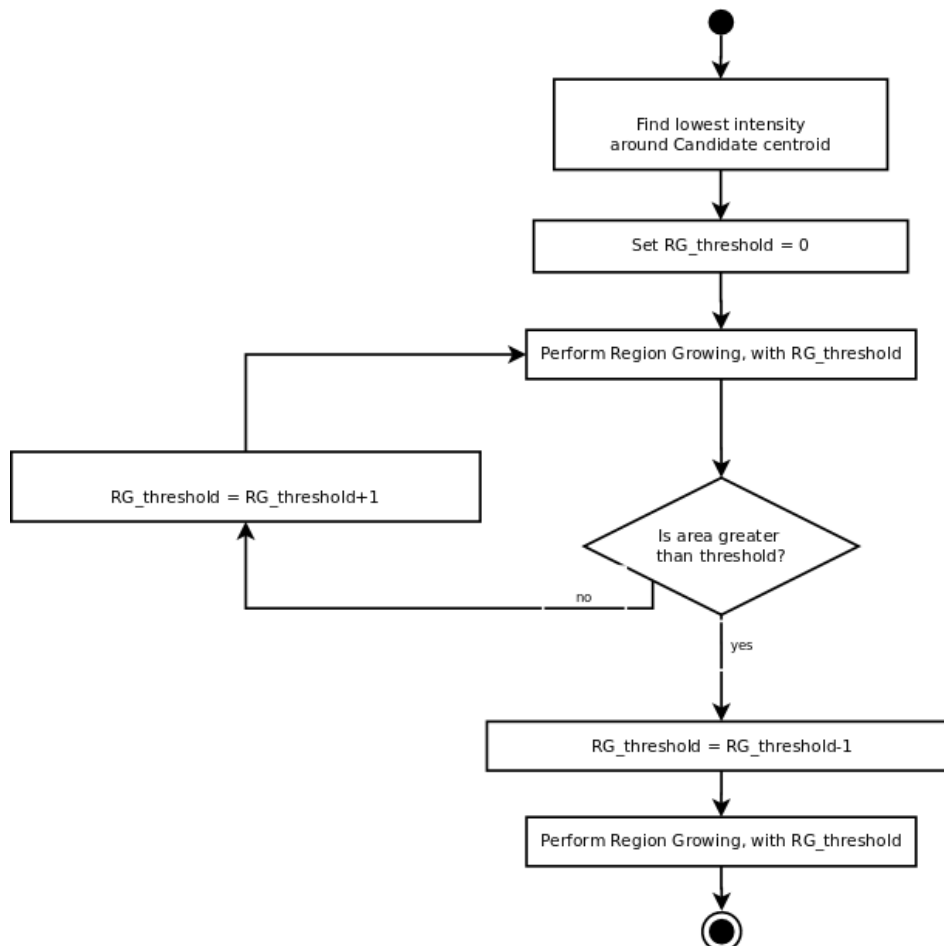 Find lowest intensity
around Candidate centroid
Set RG_threshold = 0
Perform Region Growing, with RG_threshold
RG_threshold = RG_threshold+1
Is area greater
than threshold?
no
yes
RG_threshold = RG_threshold-1
Perform Region Growing, with RG_threshold